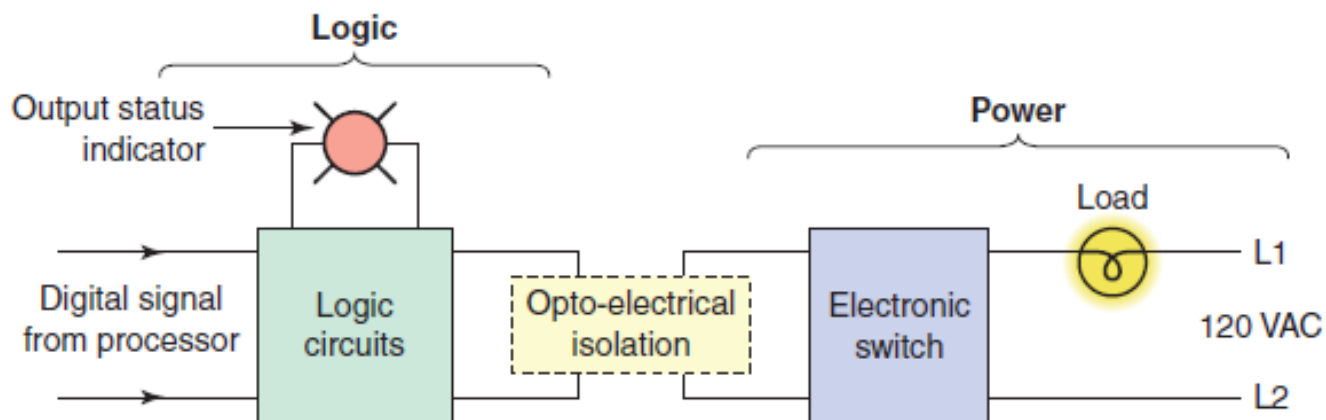 Logic
Output status
indicator
Power
Load
L1
Digital signal
from processor
Logic
circuits
Opto-electrical
isolation
Electronic
switch
120 VAC
L2